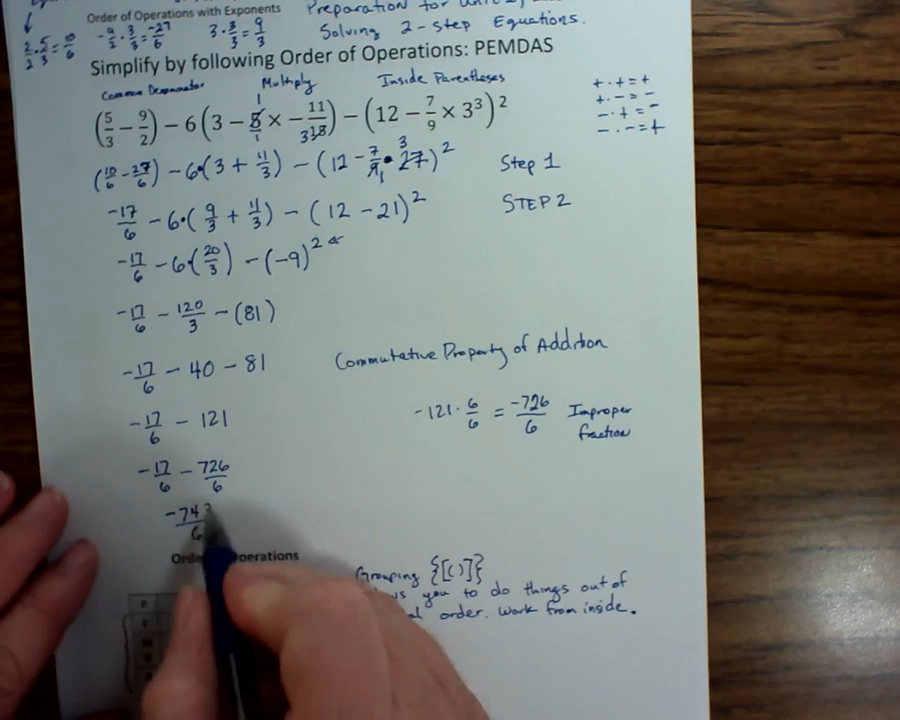 Order of Operations with Exponents
Preparation for Unit
2/2 · 5/3 = 10/6   -9/2 · 3/3 = -27/6   3 · 3/3 = 9/3   Solving 2-step Equations.
Simplify by following Order of Operations: PEMDAS
Common Denominator   Multiply   Inside Parentheses
(5/3 − 9/2) − 6(3 − 8/1 × −11/18) − (12 − 7/9 × 3³)²
+ · + = +
+ · - = -
- · + = -
- · - = +
(10/6 - 27/6) - 6·(3 + 11/3) - (12 - 7/9 • 27)²   Step 1
-17/6 - 6·(9/3 + 11/3) - (12 - 21)²   STEP 2
-17/6 - 6·(20/3) - (-9)²
-17/6 - 120/3 - (81)
-17/6 - 40 - 81   Commutative Property of Addition
-17/6 - 121   -121 · 6/6 = -726/6   Improper fraction
-17/6 - 726/6
-743/6
Operations
Grouping {[()]}
you to do things out of
order. Work from inside.